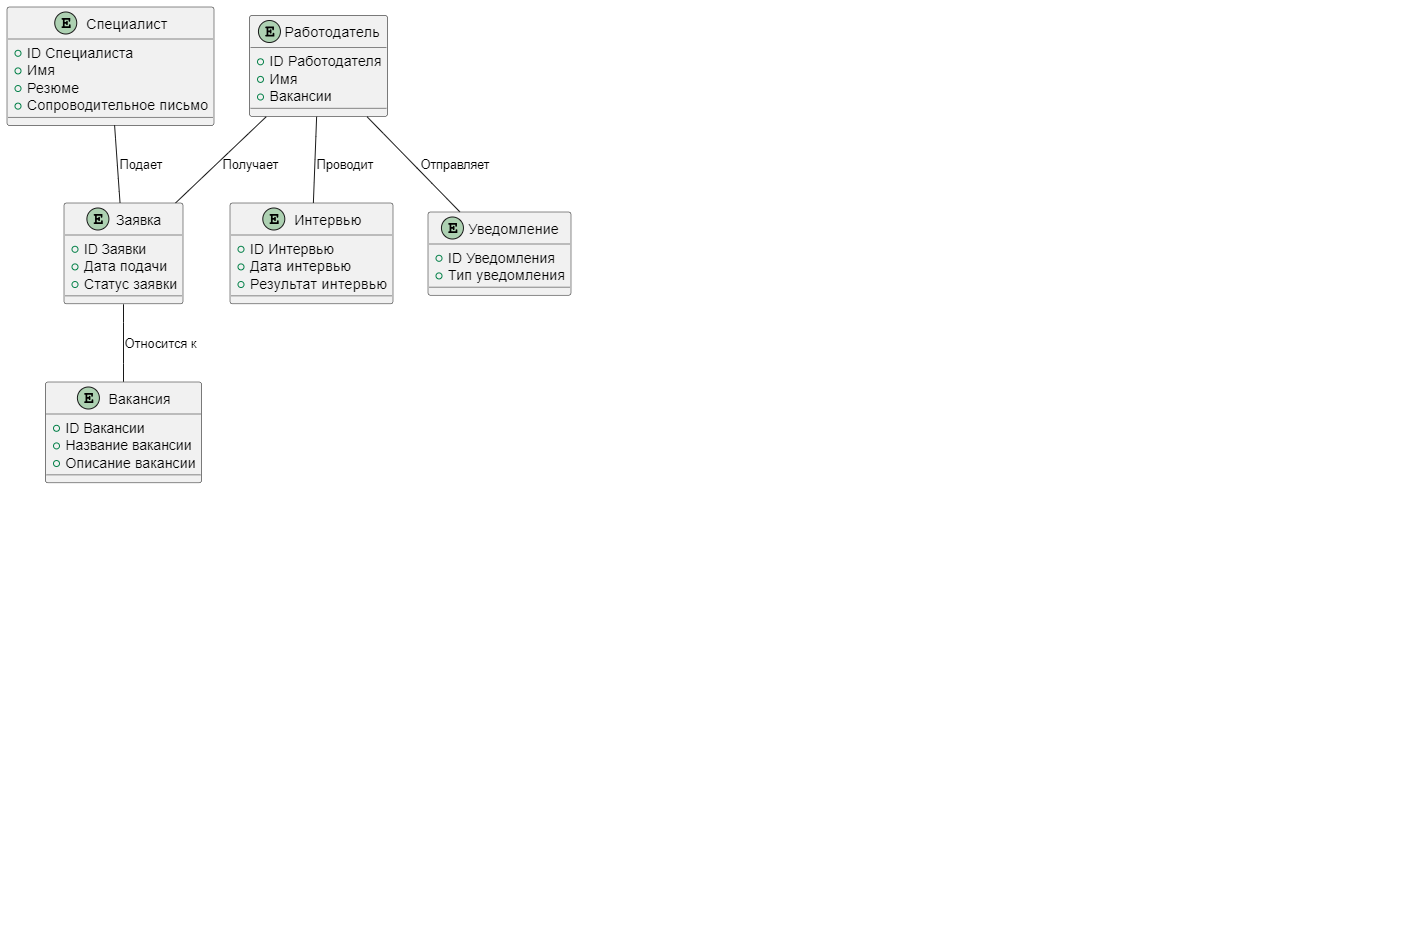 E Специалист
ID Специалиста
Имя
Резюме
Сопроводительное письмо
E Работодатель
ID Работодателя
Имя
Вакансии
Подает
Получает
Проводит
Отправляет
E Заявка
ID Заявки
Дата подачи
Статус заявки
E Интервью
ID Интервью
Дата интервью
Результат интервью
E Уведомление
ID Уведомления
Тип уведомления
Относится к
E Вакансия
ID Вакансии
Название вакансии
Описание вакансии